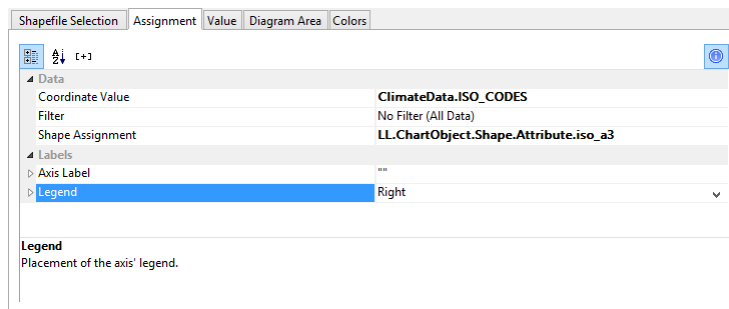 Shapefile Selection Assignment Value Diagram Area Colors
[+]
Data
Coordinate Value ClimateData.ISO_CODES
Filter No Filter (All Data)
Shape Assignment LL.ChartObject.Shape.Attribute.iso_a3
Labels
Axis Label ""
Legend Right
Legend
Placement of the axis' legend.